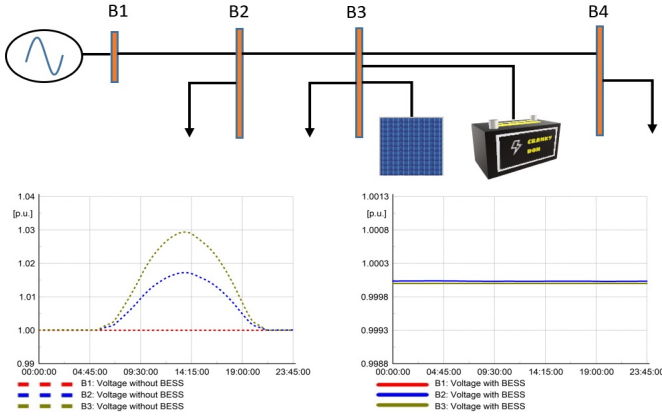 B1
B2
B3
B4
CRANKY
DON
1.04
[p.u.]
1.03
1.02
1.01
1.00
0.99
00:00:00 04:45:00 09:30:00 14:15:00 19:00:00 23:45:00
B1: Voltage without BESS
B2: Voltage without BESS
B3: Voltage without BESS
1.0013
[p.u.]
1.0008
1.0003
0.9998
0.9993
0.9988
00:00:00 04:45:00 09:30:00 14:15:00 19:00:00 23:45:00
B1: Voltage with BESS
B2: Voltage with BESS
B3: Voltage with BESS